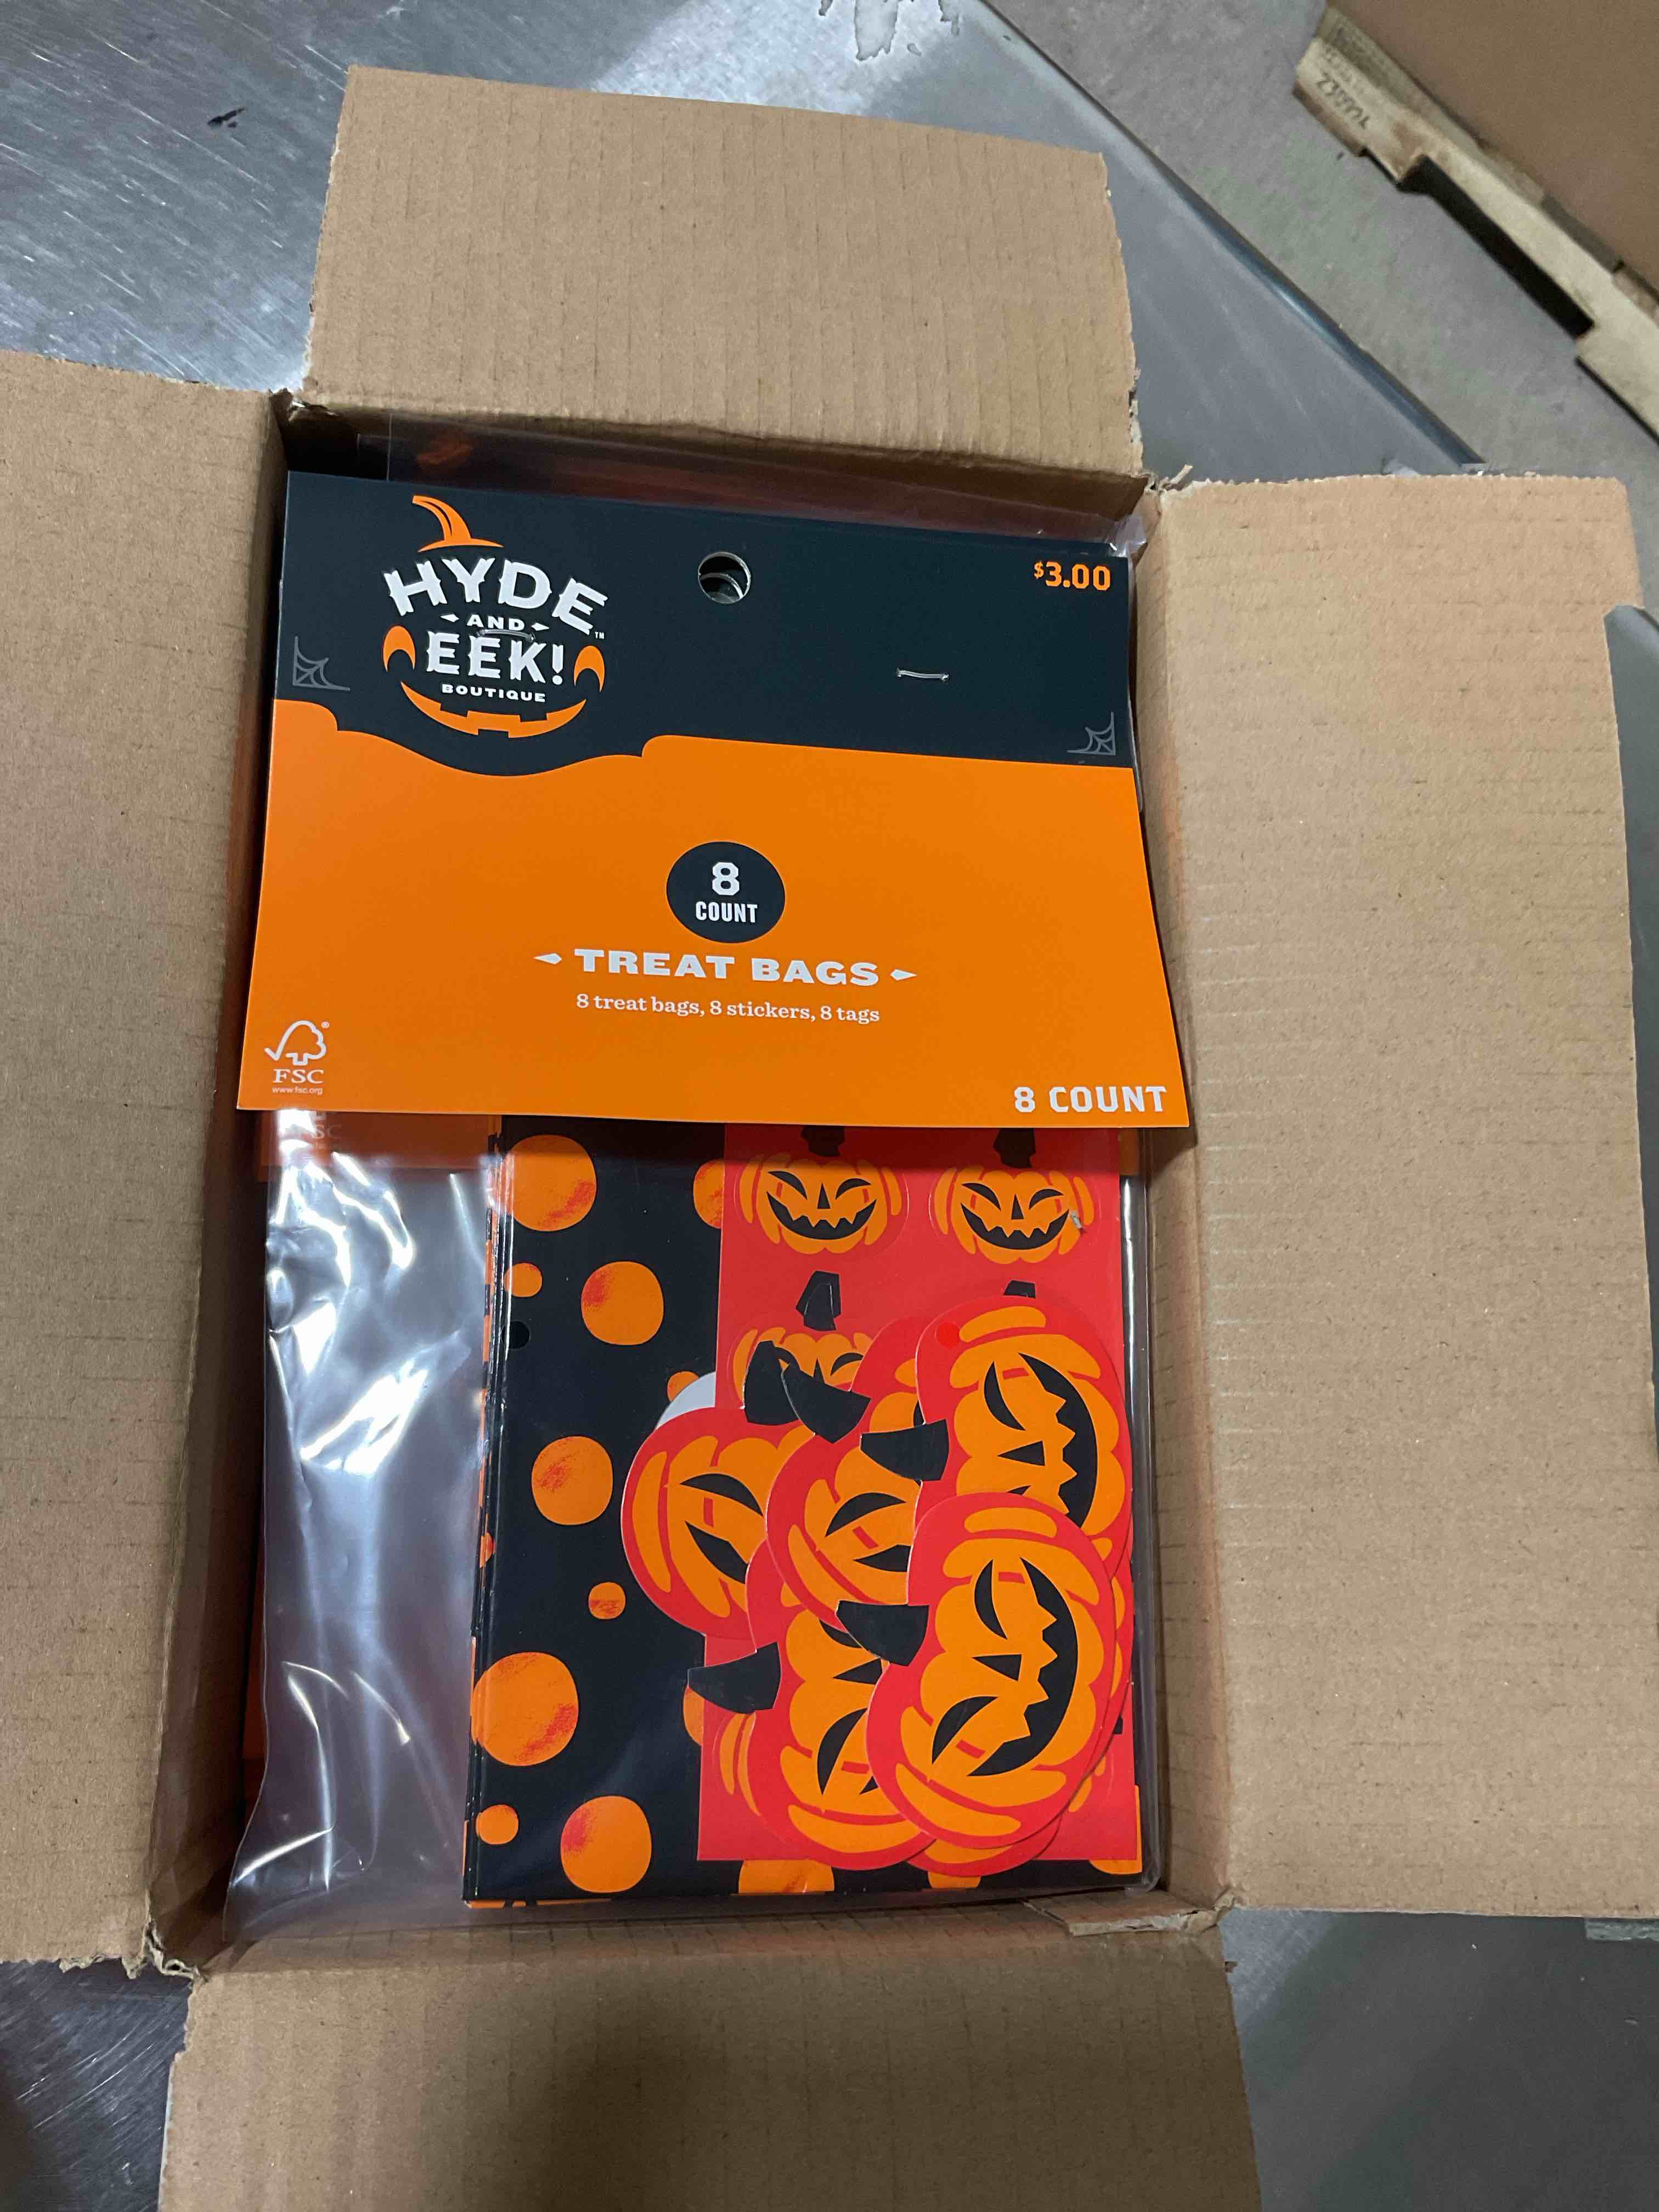 HYDE
AND
EEK!
BOUTIQUE
TM
$3.00
8
COUNT
TREAT BAGS
8 treat bags, 8 stickers, 8 tags
FSC
®
www.fsc.org
8 COUNT